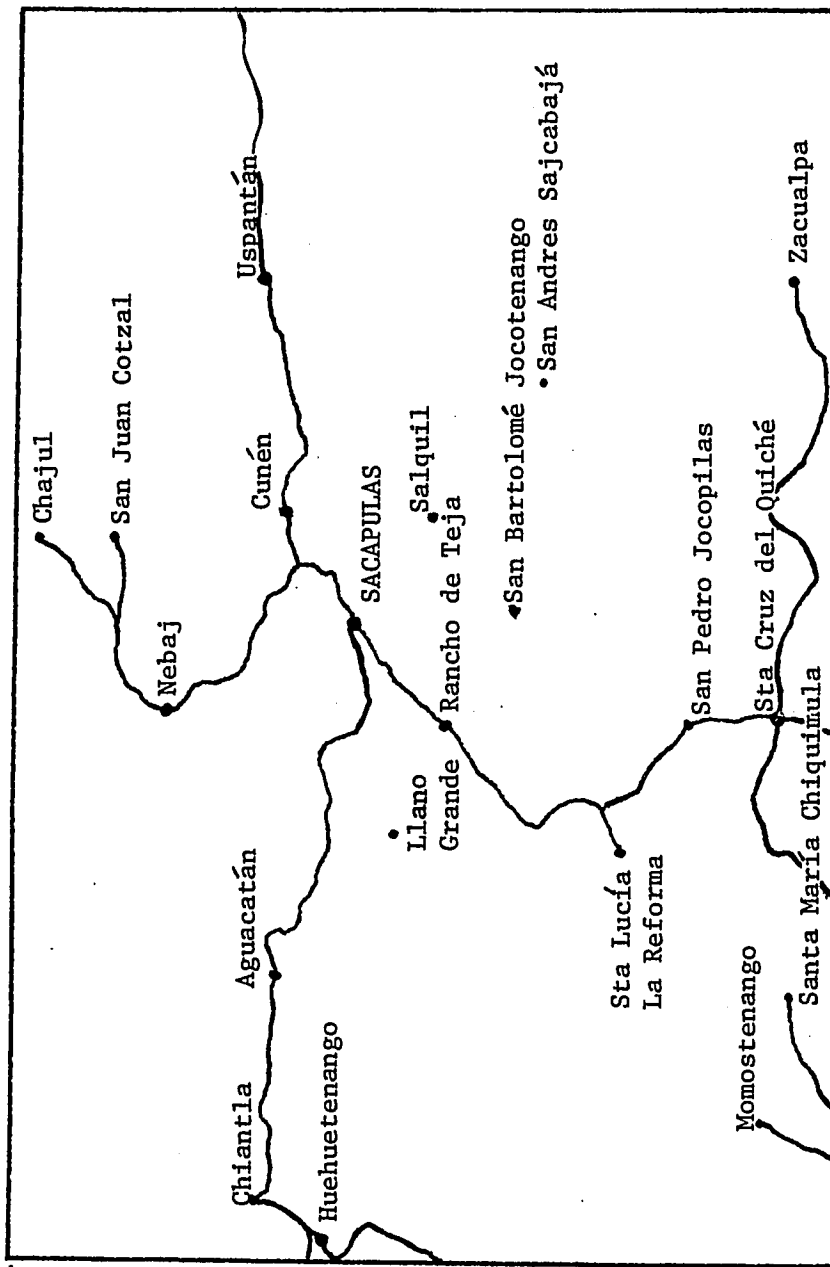 Chajul
San Juan Cotzal
Nebaj
Uspantán
Cunén
Chiantla
Aguacatán
Huehuetenango
SACAPULAS
Salquil
Llano
Grande
Rancho de Teja
San Bartolomé Jocotenango
San Andres Sajcabajá
Sta Lucía
La Reforma
San Pedro Jocopilas
Momostenango
Santa María Chiquimula
Sta Cruz del Quiché
Zacualpa